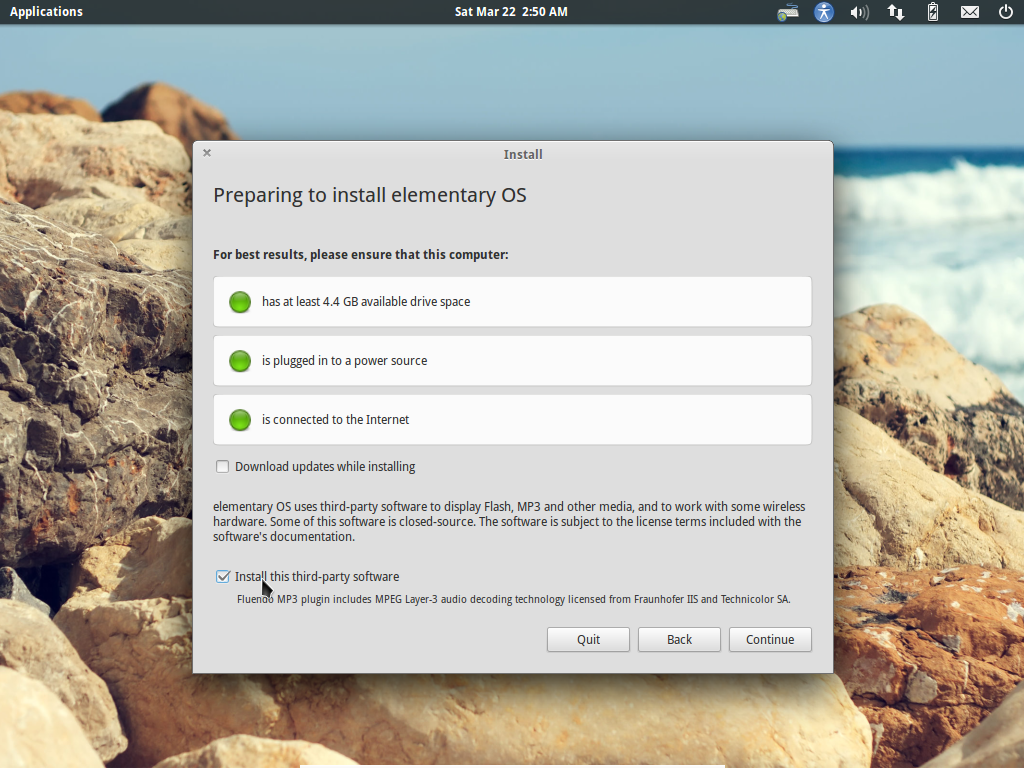 Applications
Sat Mar 22 2:50 AM
Install
Preparing to install elementary OS
For best results, please ensure that this computer:
has at least 4.4 GB available drive space
is plugged in to a power source
is connected to the Internet
Download updates while installing
elementary OS uses third-party software to display Flash, MP3 and other media, and to work with some wireless
hardware. Some of this software is closed-source. The software is subject to the license terms included with the
software's documentation.
Install this third-party software
Fluendo MP3 plugin includes MPEG Layer-3 audio decoding technology licensed from Fraunhofer IIS and Technicolor SA.
Quit
Back
Continue